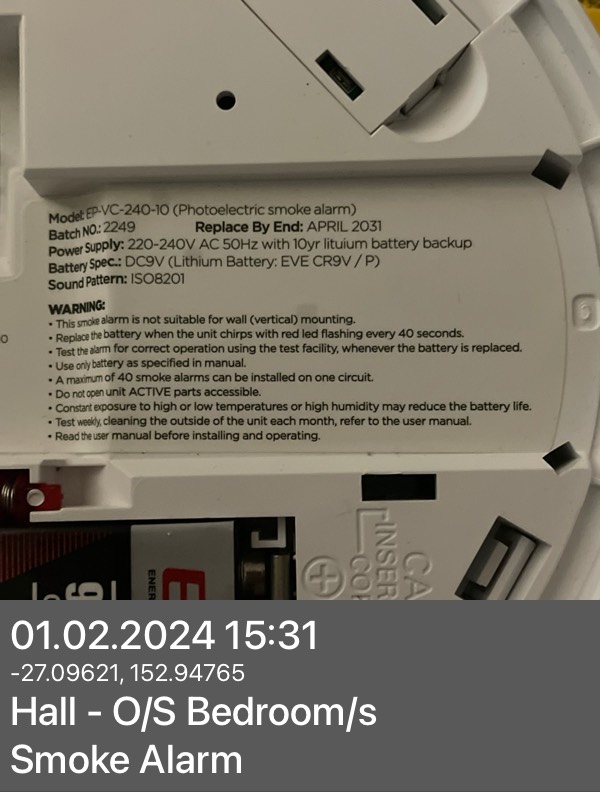 Model: EP-VC-240-10 (Photoelectric smoke alarm)
Batch NO.: 2249 Replace By End: APRIL 2031
Power Supply: 220-240V AC 50Hz with 10yr lituium battery backup
Battery Spec.: DC9V (Lithium Battery: EVE CR9V / P)
Sound Pattern: ISO8201
WARNING:
• This smoke alarm is not suitable for wall (vertical) mounting.
• Replace the battery when the unit chirps with red led flashing every 40 seconds.
• Test the alarm for correct operation using the test facility, whenever the battery is replaced.
• Use only battery as specified in manual.
• A maximum of 40 smoke alarms can be installed on one circuit.
• Do not open unit ACTIVE parts accessible.
• Constant exposure to high or low temperatures or high humidity may reduce the battery life.
• Test weekly, cleaning the outside of the unit each month, refer to the user manual.
• Read the user manual before installing and operating.
01.02.2024 15:31
-27.09621, 152.94765
Hall - O/S Bedroom/s
Smoke Alarm